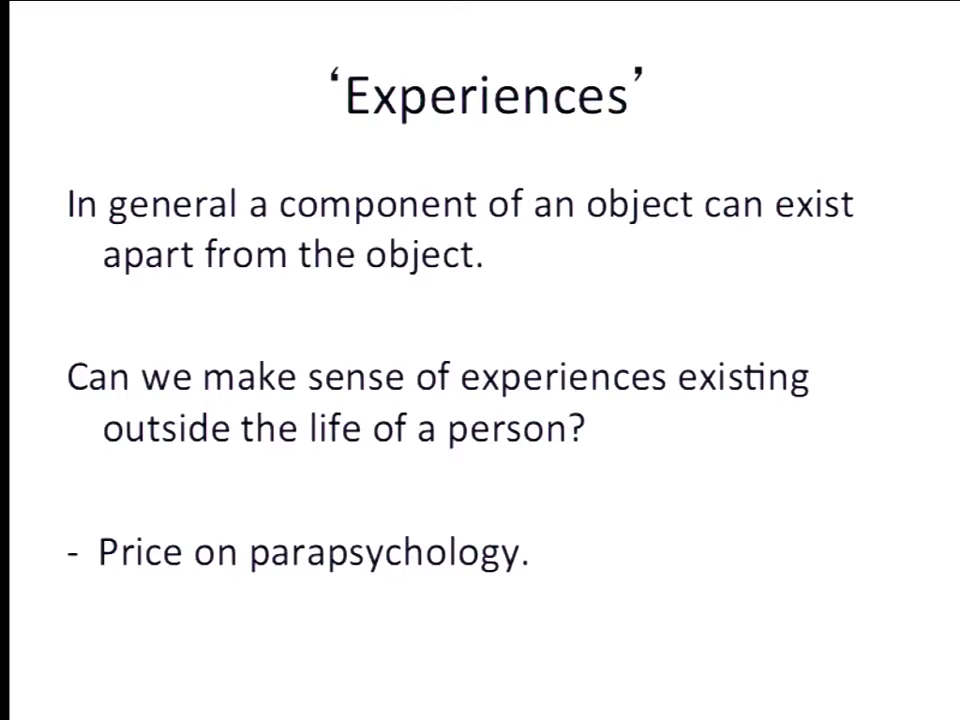 ‘Experiences’
In general a component of an object can exist
apart from the object.
Can we make sense of experiences existing
outside the life of a person?
- Price on parapsychology.